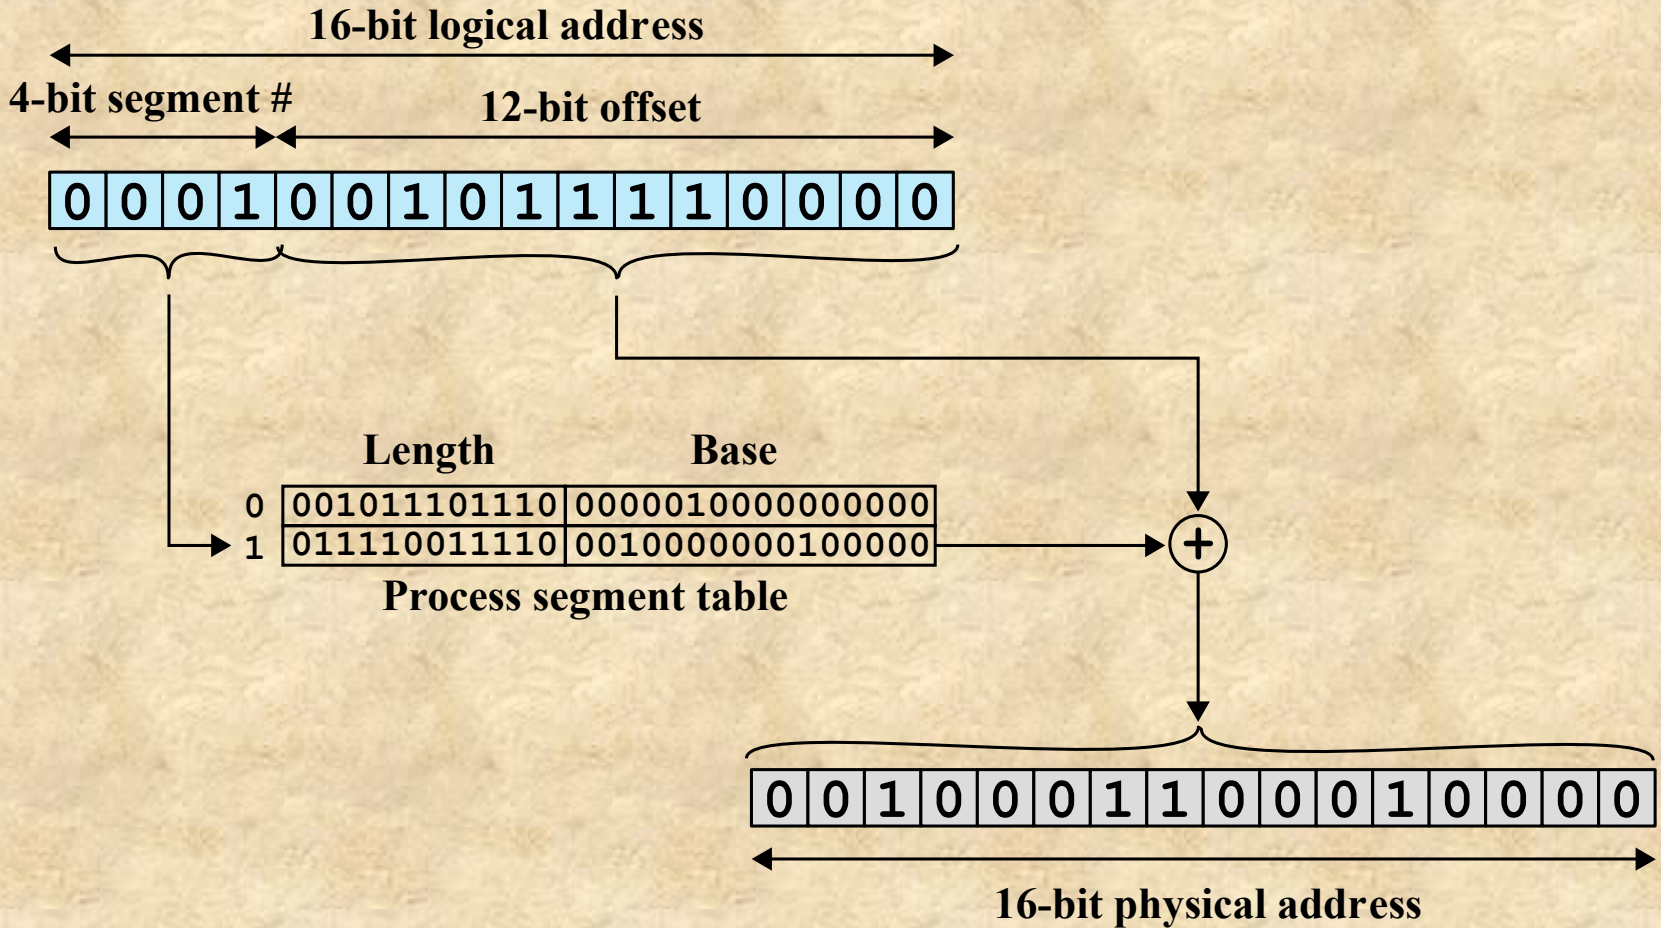 16-bit logical address
4-bit segment # 12-bit offset
0 0 0 1 0 0 1 0 1 1 1 1 0 0 0 0
Length Base
0 001011101110 0000010000000000
1 011110011110 0010000000100000
Process segment table
+
0 0 1 0 0 0 1 1 0 0 0 1 0 0 0 0
16-bit physical address